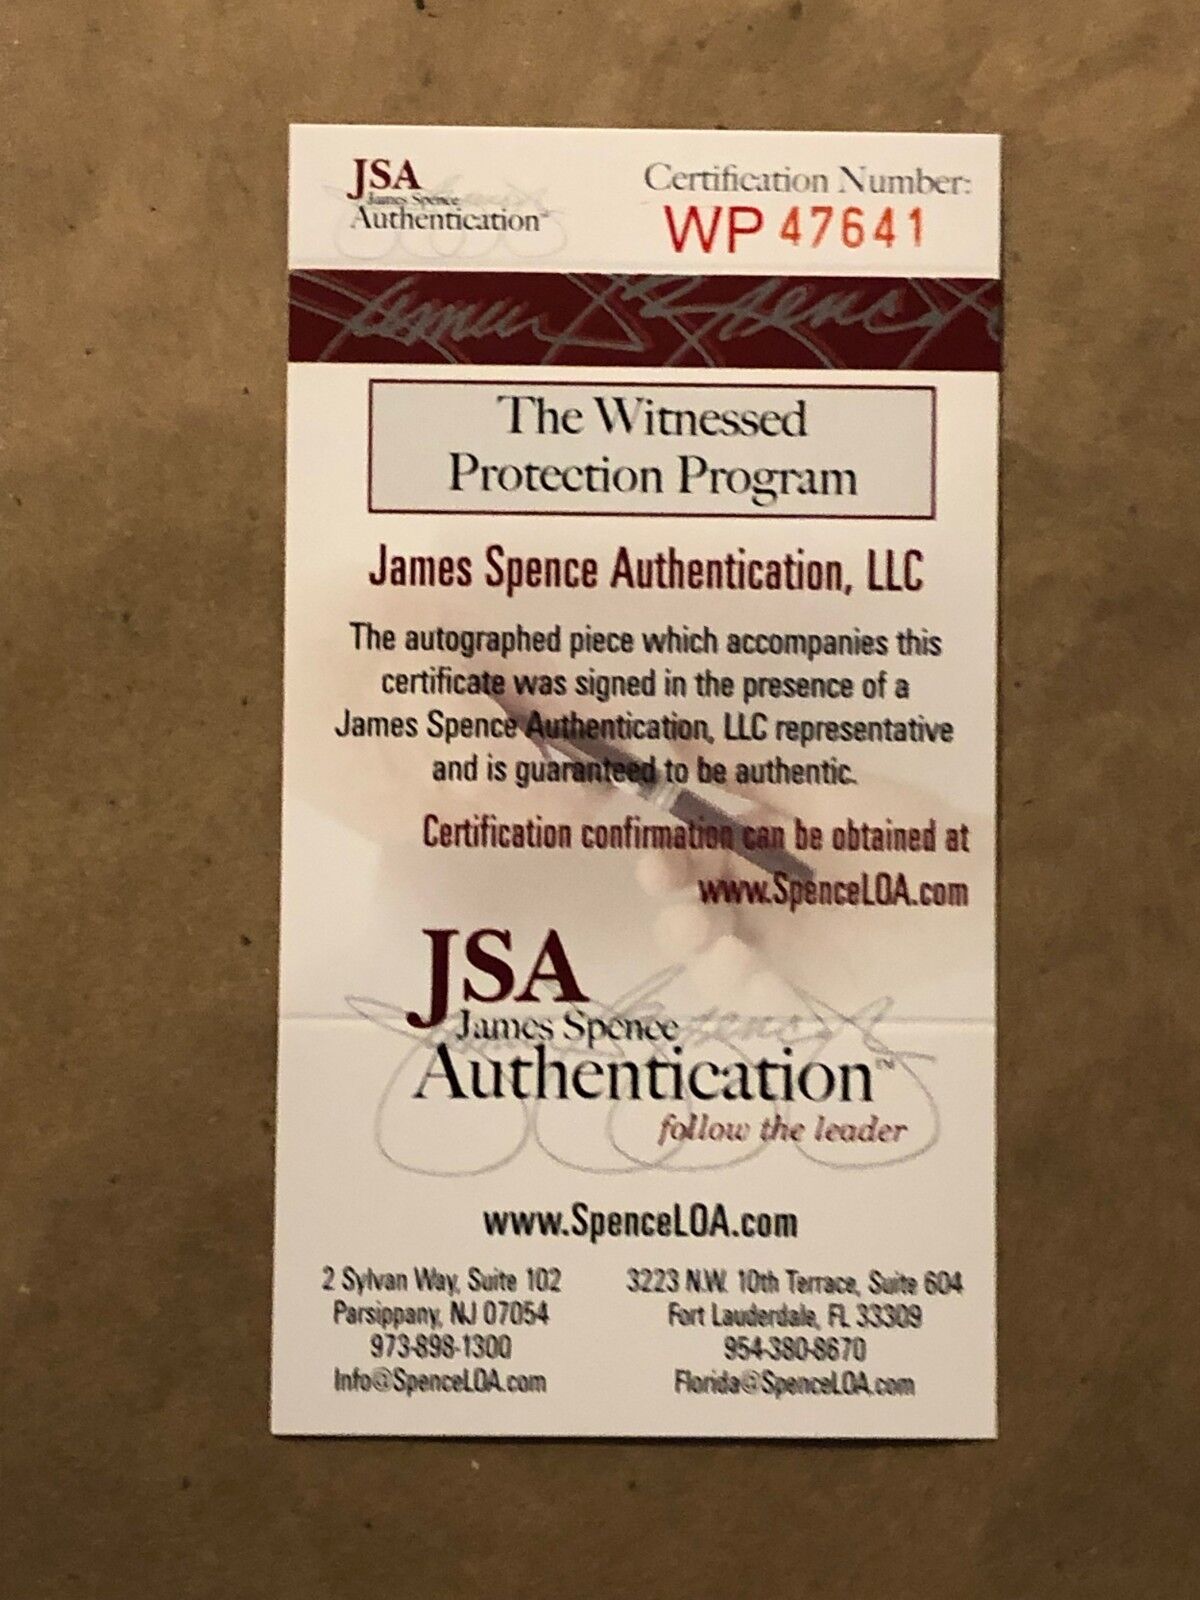 JSA
James Spence
Authentication™
Certification Number:
WP 47641
James Spence
The Witnessed
Protection Program
James Spence Authentication, LLC
The autographed piece which accompanies this
certificate was signed in the presence of a
James Spence Authentication, LLC representative
and is guaranteed to be authentic.
Certification confirmation can be obtained at
www.SpenceLOA.com
JSA
James Spence
Authentication™
follow the leader
www.SpenceLOA.com
2 Sylvan Way, Suite 102
Parsippany, NJ 07054
973-898-1300
Info@SpenceLOA.com
3223 N.W. 10th Terrace, Suite 604
Fort Lauderdale, FL 33309
954-380-8670
Florida@SpenceLOA.com